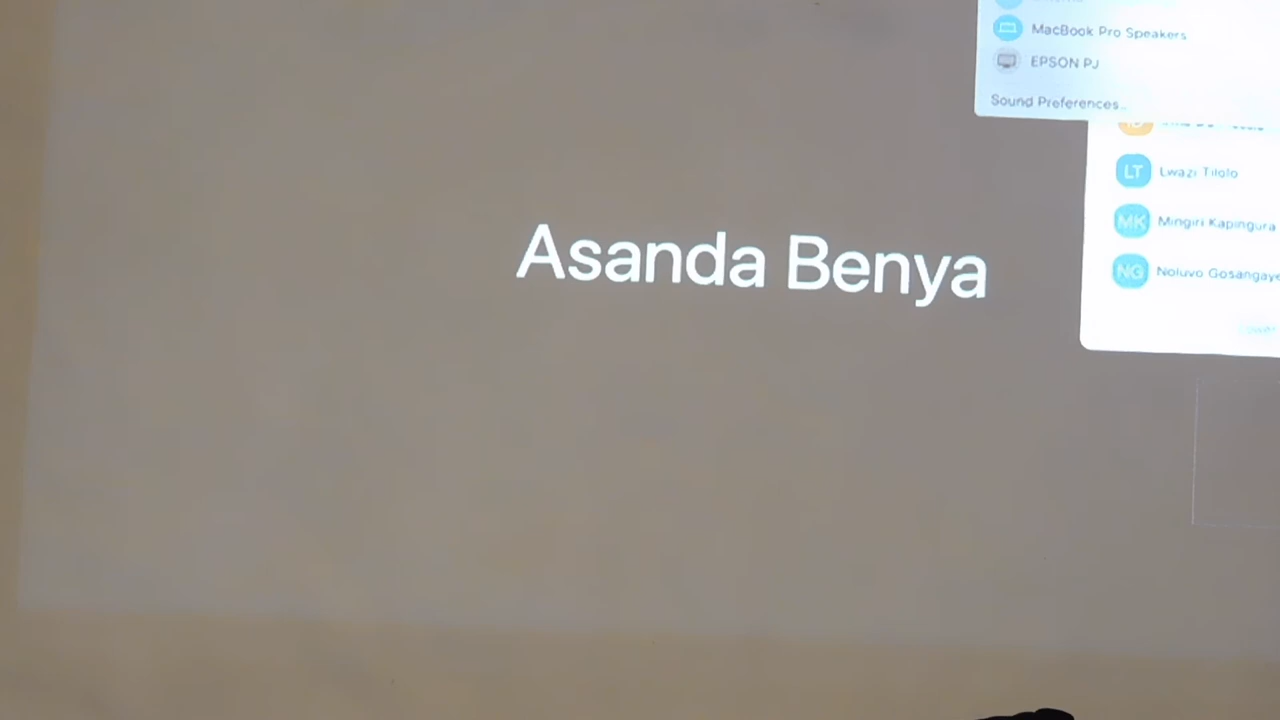 MacBook Pro Speakers
EPSON PJ
Sound Preferences...
LT Lwazi Tilolo
MK Mingiri Kapingura
NG Noluvo Gosangaye
Asanda Benya